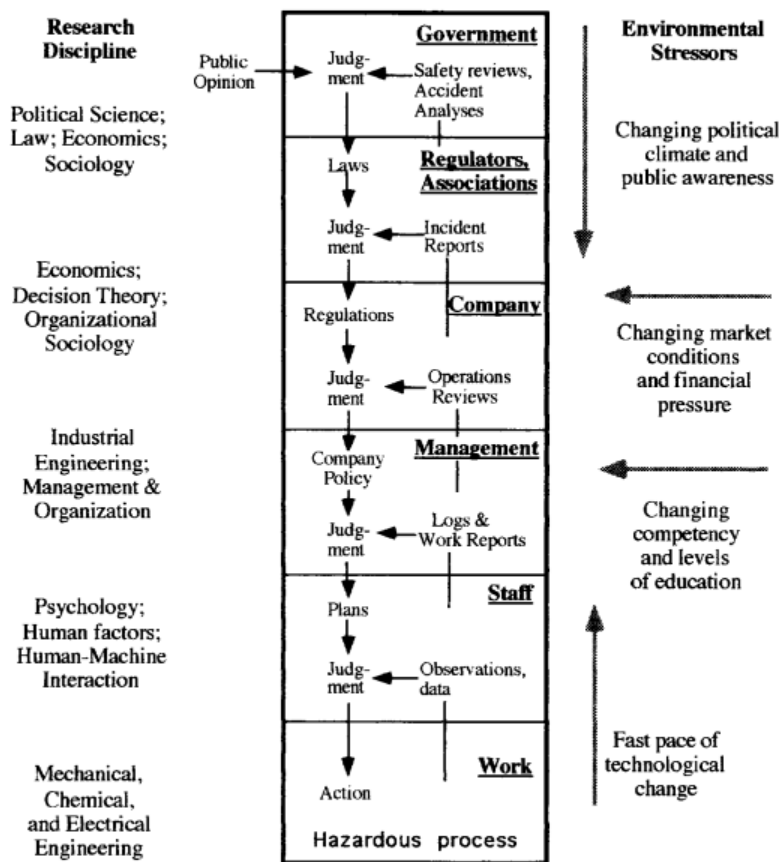 Research
Discipline
Political Science;
Law; Economics;
Sociology
Economics;
Decision Theory;
Organizational
Sociology
Industrial
Engineering;
Management &
Organization
Psychology;
Human factors;
Human-Machine
Interaction
Mechanical,
Chemical,
and Electrical
Engineering
Public
Opinion
Government
Judg-
ment
Safety reviews,
Accident
Analyses
Regulators,
Associations
Laws
Judg-
ment
Incident
Reports
Company
Regulations
Judg-
ment
Operations
Reviews
Management
Company
Policy
Judg-
ment
Logs &
Work Reports
Staff
Plans
Judg-
ment
Observations,
data
Work
Action
Hazardous process
Environmental
Stressors
Changing political
climate and
public awareness
Changing market
conditions
and financial
pressure
Changing
competency
and levels
of education
Fast pace of
technological
change